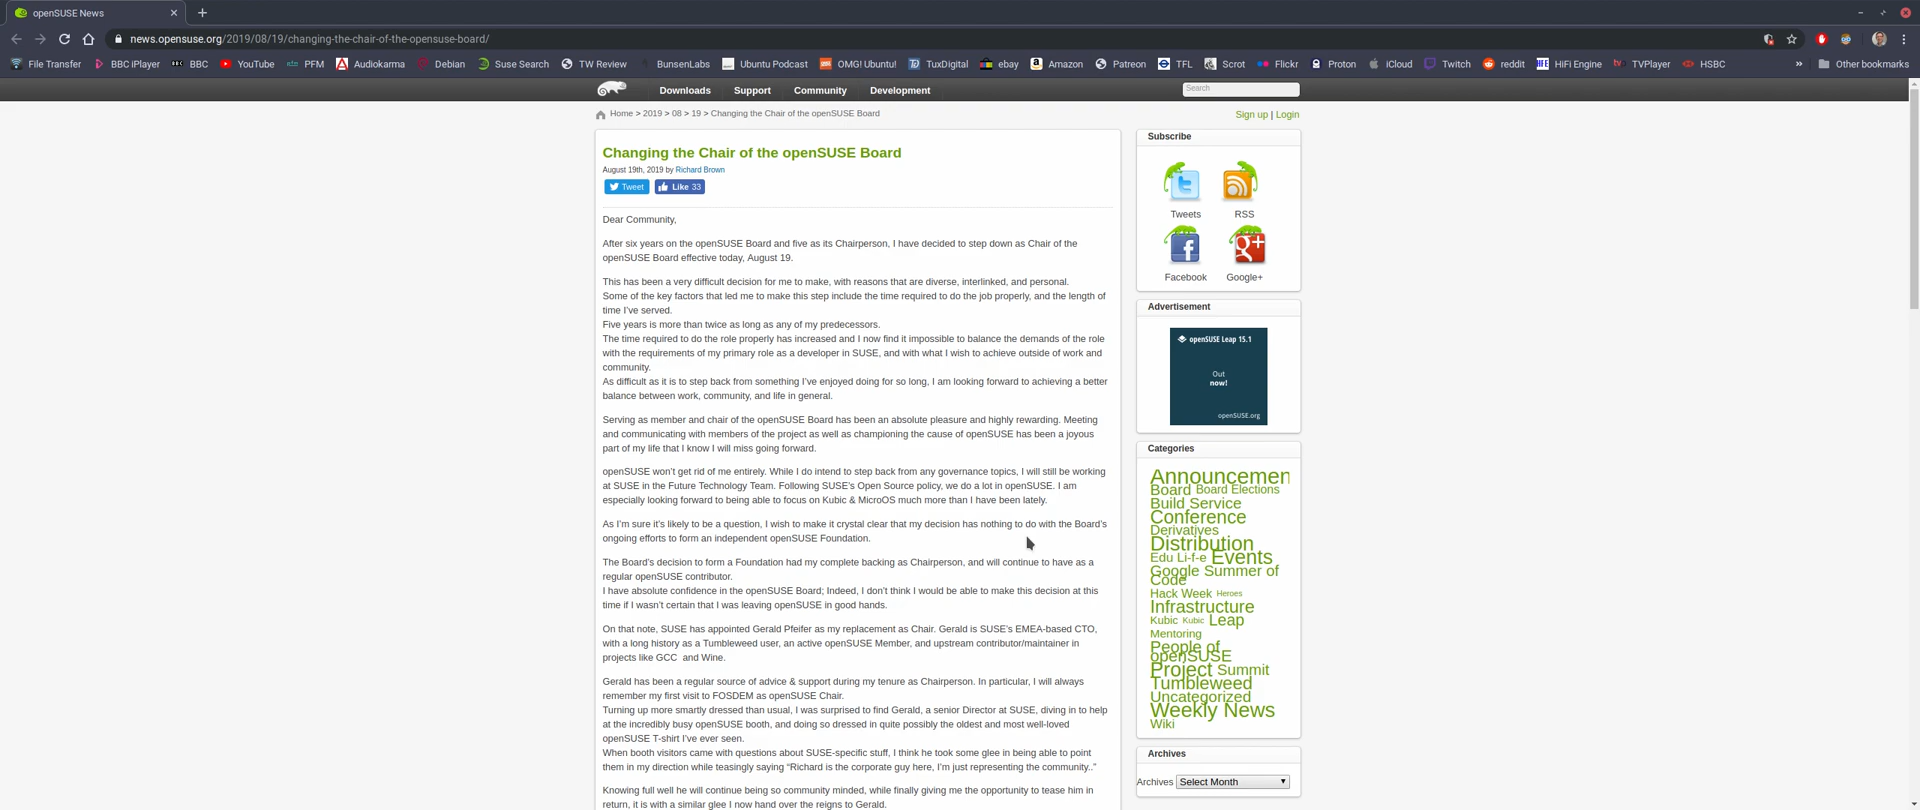 openSUSE News
news.opensuse.org/2019/08/19/changing-the-chair-of-the-opensuse-board/
File Transfer BBC iPlayer BBC YouTube PFM Audiokarma Debian Suse Search TW Review BunsenLabs Ubuntu Podcast OMG! Ubuntu! TuxDigital ebay Amazon Patreon TFL Scrot Flickr Proton iCloud Twitch reddit HiFi Engine TVPlayer HSBC » Other bookmarks
Downloads Support Community Development Search
Home > 2019 > 08 > 19 > Changing the Chair of the openSUSE Board
Sign up | Login
Changing the Chair of the openSUSE Board
August 19th, 2019 by Richard Brown
Tweet Like 33
Dear Community,
After six years on the openSUSE Board and five as its Chairperson, I have decided to step down as Chair of the
openSUSE Board effective today, August 19.
This has been a very difficult decision for me to make, with reasons that are diverse, interlinked, and personal.
Some of the key factors that led me to make this step include the time required to do the job properly, and the length of
time I've served.
Five years is more than twice as long as any of my predecessors.
The time required to do the role properly has increased and I now find it impossible to balance the demands of the role
with the requirements of my primary role as a developer in SUSE, and with what I wish to achieve outside of work and
community.
As difficult as it is to step back from something I've enjoyed doing for so long, I am looking forward to achieving a better
balance between work, community, and life in general.
Serving as member and chair of the openSUSE Board has been an absolute pleasure and highly rewarding. Meeting
and communicating with members of the project as well as championing the cause of openSUSE has been a joyous
part of my life that I know I will miss going forward.
openSUSE won't get rid of me entirely. While I do intend to step back from any governance topics, I will still be working
at SUSE in the Future Technology Team. Following SUSE's Open Source policy, we do a lot in openSUSE. I am
especially looking forward to being able to focus on Kubic & MicroOS much more than I have been lately.
As I'm sure it's likely to be a question, I wish to make it crystal clear that my decision has nothing to do with the Board's
ongoing efforts to form an independent openSUSE Foundation.
The Board's decision to form a Foundation had my complete backing as Chairperson, and will continue to have as a
regular openSUSE contributor.
I have absolute confidence in the openSUSE Board; Indeed, I don't think I would be able to make this decision at this
time if I wasn't certain that I was leaving openSUSE in good hands.
On that note, SUSE has appointed Gerald Pfeifer as my replacement as Chair. Gerald is SUSE's EMEA-based CTO,
with a long history as a Tumbleweed user, an active openSUSE Member, and upstream contributor/maintainer in
projects like GCC and Wine.
Gerald has been a regular source of advice & support during my tenure as Chairperson. In particular, I will always
remember my first visit to FOSDEM as openSUSE Chair.
Turning up more smartly dressed than usual, I was surprised to find Gerald, a senior Director at SUSE, diving in to help
at the incredibly busy openSUSE booth, and doing so dressed in quite possibly the oldest and most well-loved
openSUSE T-shirt I've ever seen.
When booth visitors came with questions about SUSE-specific stuff, I think he took some glee in being able to point
them in my direction while teasingly saying "Richard is the corporate guy here, I'm just representing the community.."
Knowing full well he will continue being so community minded, while finally giving me the opportunity to tease him in
return, it is with a similar glee I now hand over the reigns to Gerald.
Subscribe
Tweets RSS
Facebook Google+
Advertisement
openSUSE Leap 15.1
Out
now!
openSUSE.org
Categories
Announcemen
Board Board Elections
Build Service
Conference
Derivatives
Distribution
Edu Li-f-e Events
Google Summer of
Code
Hack Week Heroes
Infrastructure
Kubic Kubic Leap
Mentoring
People of
openSUSE
Project Summit
Tumbleweed
Uncategorized
Weekly News
Wiki
Archives
Archives Select Month